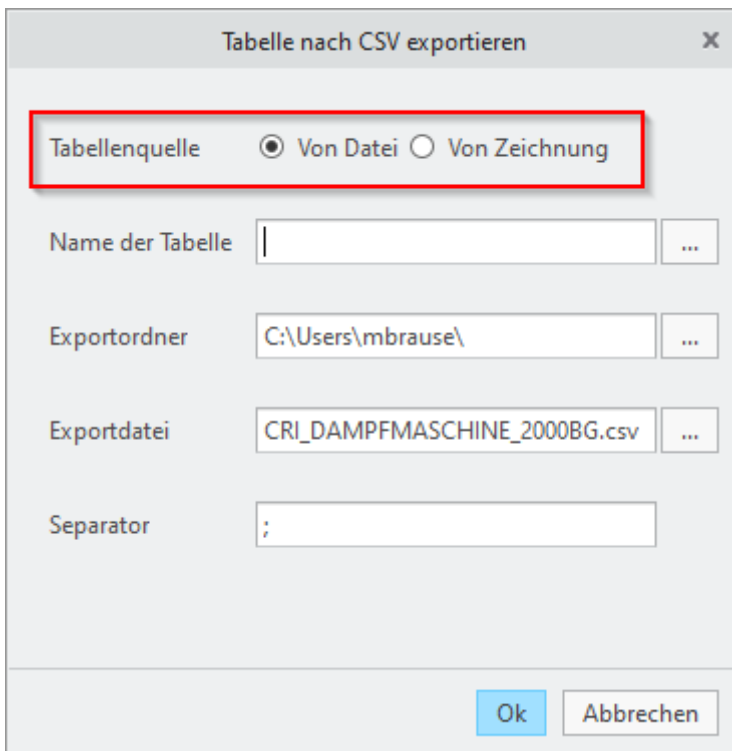 Tabelle nach CSV exportieren
Tabellenquelle Von Datei Von Zeichnung
Name der Tabelle ...
Exportordner C:\Users\mbrause\ ...
Exportdatei CRI_DAMPFMASCHINE_2000BG.csv ...
Separator ;
Ok Abbrechen